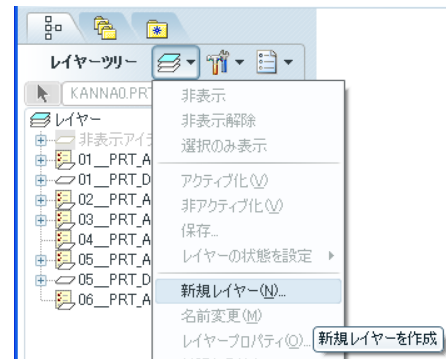 レイヤーツリー
KANNA0.PRT
レイヤー
非表示アイテ
01__PRT_A
01__PRT_D
02__PRT_A
03__PRT_A
04__PRT_A
05__PRT_A
05__PRT_D
06__PRT_A
非表示
非表示解除
選択のみ表示
アクティブ化(V)
非アクティブ化(V)
保存...
レイヤーの状態を設定
新規レイヤー(N)...
名前変更(M)
レイヤープロパティ(O)...
新規レイヤーを作成